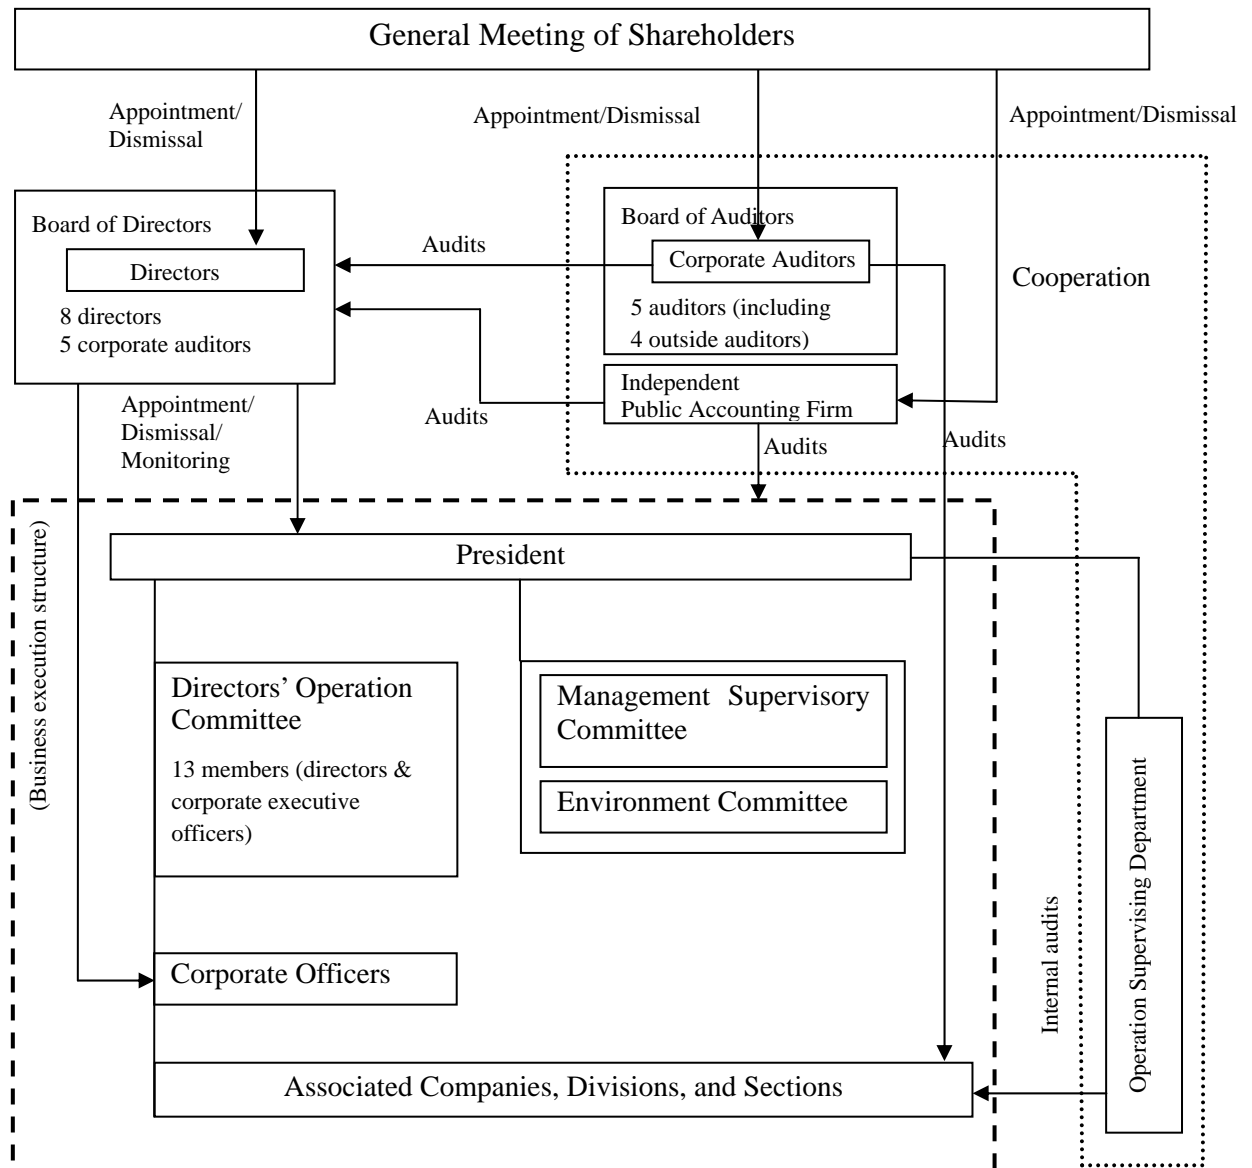 General Meeting of Shareholders
Appointment/
Dismissal
Appointment/Dismissal
Appointment/Dismissal
Board of Directors
Directors
8 directors
5 corporate auditors
Audits
Board of Auditors
Corporate Auditors
5 auditors (including
4 outside auditors)
Cooperation
Independent
Public Accounting Firm
Audits
Audits
Audits
Appointment/
Dismissal/
Monitoring
(Business execution structure)
President
Directors’ Operation
Committee
13 members (directors &
corporate executive
officers)
Management Supervisory
Committee
Environment Committee
Corporate Officers
Associated Companies, Divisions, and Sections
Internal audits
Operation Supervising Department